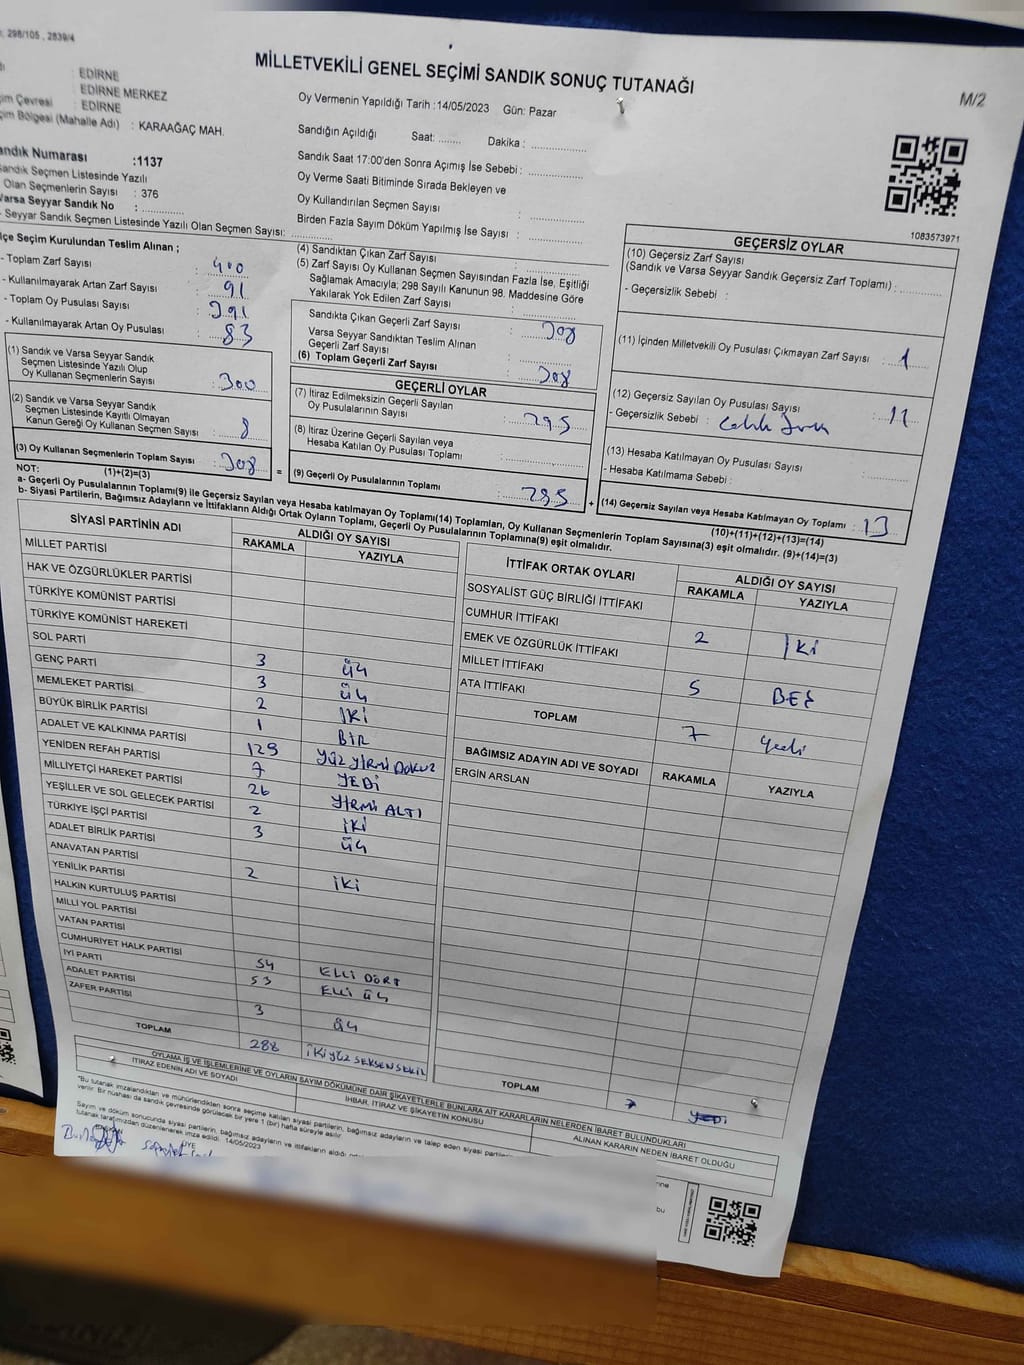 298/105 , 2839/4
MİLLETVEKİLİ GENEL SEÇİMİ SANDIK SONUÇ TUTANAĞI
M/2
: EDİRNE
: EDİRNE MERKEZ
: EDİRNE
(Mahalle Adı) : KARAAĞAÇ MAH.
Oy Vermenin Yapıldığı Tarih :14/05/2023 Gün: Pazar
Sandığın Açıldığı Saat: ........ Dakika : ..............
Numarası :1137
Seçmen Listesinde Yazılı
Olan Seçmenlerin Sayısı : 376
Varsa Seyyar Sandık No : ..............
- Seyyar Sandık Seçmen Listesinde Yazılı Olan Seçmen Sayısı: ..............
Sandık Saat 17:00'den Sonra Açımış İse Sebebi : ..............
Oy Verme Saati Bitiminde Sırada Bekleyen ve
Oy Kullandırılan Seçmen Sayısı : ..............
Birden Fazla Sayım Döküm Yapılmış İse Sayısı : ..............
1083573971
Seçim Kurulundan Teslim Alınan ;
- Toplam Zarf Sayısı : 400
- Kullanılmayarak Artan Zarf Sayısı : 91
- Toplam Oy Pusulası Sayısı : 391
- Kullanılmayarak Artan Oy Pusulası : 83
(1) Sandık ve Varsa Seyyar Sandık
Seçmen Listesinde Yazılı Olup
Oy Kullanan Seçmenlerin Sayısı : 300
(2) Sandık ve Varsa Seyyar Sandık
Seçmen Listesinde Kayıtlı Olmayan
Kanun Gereği Oy Kullanan Seçmen Sayısı : 8
(3) Oy Kullanan Seçmenlerin Toplam Sayısı : 308
(4) Sandıktan Çıkan Zarf Sayısı : ..............
(5) Zarf Sayısı Oy Kullanan Seçmen Sayısından Fazla İse, Eşitliği
Sağlamak Amacıyla; 298 Sayılı Kanunun 98. Maddesine Göre
Yakılarak Yok Edilen Zarf Sayısı : ..............
Sandıkta Çıkan Geçerli Zarf Sayısı : 308
Varsa Seyyar Sandıktan Teslim Alınan
Geçerli Zarf Sayısı : ..............
(6) Toplam Geçerli Zarf Sayısı : 308
GEÇERLİ OYLAR
(7) İtiraz Edilmeksizin Geçerli Sayılan
Oy Pusulalarının Sayısı : 295
(8) İtiraz Üzerine Geçerli Sayılan veya
Hesaba Katılan Oy Pusulası Toplamı : ..............
= (9) Geçerli Oy Pusulalarının Toplamı : 295 +
GEÇERSİZ OYLAR
(10) Geçersiz Zarf Sayısı
(Sandık ve Varsa Seyyar Sandık Geçersiz Zarf Toplamı) : ..............
- Geçersizlik Sebebi :
(11) İçinden Milletvekili Oy Pusulası Çıkmayan Zarf Sayısı : 1
(12) Geçersiz Sayılan Oy Pusulası Sayısı : 12
- Geçersizlik Sebebi :
(13) Hesaba Katılmayan Oy Pusulası Sayısı
- Hesaba Katılmama Sebebi :
(14) Geçersiz Sayılan veya Hesaba Katılmayan Oy Pusulası Toplamı : 13
NOT: (1)+(2)=(3) (10)+(11)+(12)+(13)=(14)
a- Geçerli Oy Pusulalarının Toplamı(9) ile Geçersiz Sayılan veya Hesaba katılmayan Oy Toplamı(14) Toplamları, Oy Kullanan Seçmenlerin Toplam Sayısına(3) eşit olmalıdır. (9)+(14)=(3)
b- Siyasi Partilerin, Bağımsız Adayların ve İttifakların Aldığı Ortak Oyların Toplamı, Geçerli Oy Pusulalarının Toplamına(9) eşit olmalıdır.
SİYASİ PARTİNİN ADI ALDIĞI OY SAYISI
RAKAMLA YAZIYLA
MİLLET PARTİSİ
HAK VE ÖZGÜRLÜKLER PARTİSİ
TÜRKİYE KOMÜNİST PARTİSİ
TÜRKİYE KOMÜNİST HAREKETİ
SOL PARTİ
GENÇ PARTİ 3 üç
MEMLEKET PARTİSİ 3 üç
BÜYÜK BİRLİK PARTİSİ 2 İKİ
ADALET VE KALKINMA PARTİSİ 1 BİR
YENİDEN REFAH PARTİSİ 129 YÜZ YİRMİ DOKUZ
MİLLİYETÇİ HAREKET PARTİSİ 7 YEDİ
YEŞİLLER VE SOL GELECEK PARTİSİ 26 YİRMİ ALTI
TÜRKİYE İŞÇİ PARTİSİ 2 İKİ
ADALET BİRLİK PARTİSİ 3 üç
ANAVATAN PARTİSİ
YENİLİK PARTİSİ 2 İKİ
HALKIN KURTULUŞ PARTİSİ
MİLLİ YOL PARTİSİ
VATAN PARTİSİ
CUMHURİYET HALK PARTİSİ 54 ELLİ DÖRT
İYİ PARTİ 53 ELLİ ÜÇ
ADALET PARTİSİ
ZAFER PARTİSİ 3 üç
TOPLAM 288 İKİ YÜZ SEKSEN SEKİZ
İTTİFAK ORTAK OYLARI ALDIĞI OY SAYISI
RAKAMLA YAZIYLA
SOSYALİST GÜÇ BİRLİĞİ İTTİFAKI
CUMHUR İTTİFAKI 2 İKİ
EMEK VE ÖZGÜRLÜK İTTİFAKI
MİLLET İTTİFAKI 5 BEŞ
ATA İTTİFAKI
TOPLAM 7 yedi
BAĞIMSIZ ADAYIN ADI VE SOYADI RAKAMLA YAZIYLA
ERGİN ARSLAN
TOPLAM 7 YEDİ
OYLAMA İŞ VE İŞLEMLERİNE VE OYLARIN SAYIM DÖKÜMÜNE DAİR ŞİKAYETLERLE BUNLARA AİT KARARLARIN NELERDEN İBARET BULUNDUKLARI
İTİRAZ EDENİN ADI VE SOYADI İHBAR, İTİRAZ VE ŞİKAYETİN KONUSU ALINAN KARARIN NEDEN İBARET OLDUĞU
"Bu tutanak imzalandıktan ve mühürlendikten sonra seçime katılan siyasi partilerin, bağımsız adayların ve talep eden siyasi
verilir. Bir nüshası da sandık çevresinde görülecek bir yere 1 (bir) hafta süreyle asılır.
Sayım ve döküm sonucunda siyasi partilerin, bağımsız adayların ve ittifakların aldığı
tutanak tarafımızdan düzenlenerek imza edildi. 14/05/2023
ÜYE